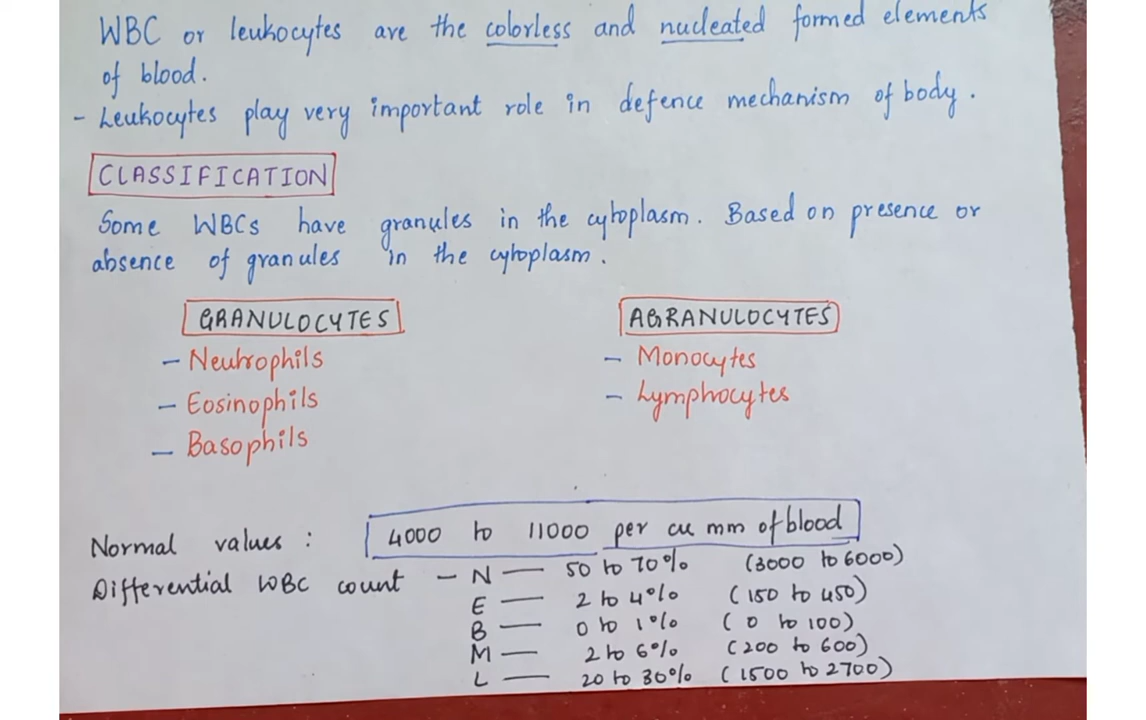 WBC or leukocytes are the colorless and nucleated formed elements
of blood.
- Leukocytes play very important role in defence mechanism of body.
CLASSIFICATION
Some WBCs have granules in the cytoplasm. Based on presence or
absence of granules in the cytoplasm.
GRANULOCYTES
- Neutrophils
- Eosinophils
- Basophils
AGRANULOCYTES
- Monocytes
- Lymphocytes
Normal values : 4000 to 11000 per cu mm of blood
Differential WBC count - N — 50 to 70% (3000 to 6000)
E — 2 to 4% (150 to 450)
B — 0 to 1% (0 to 100)
M — 2 to 6% (200 to 600)
L — 20 to 30% (1500 to 2700)